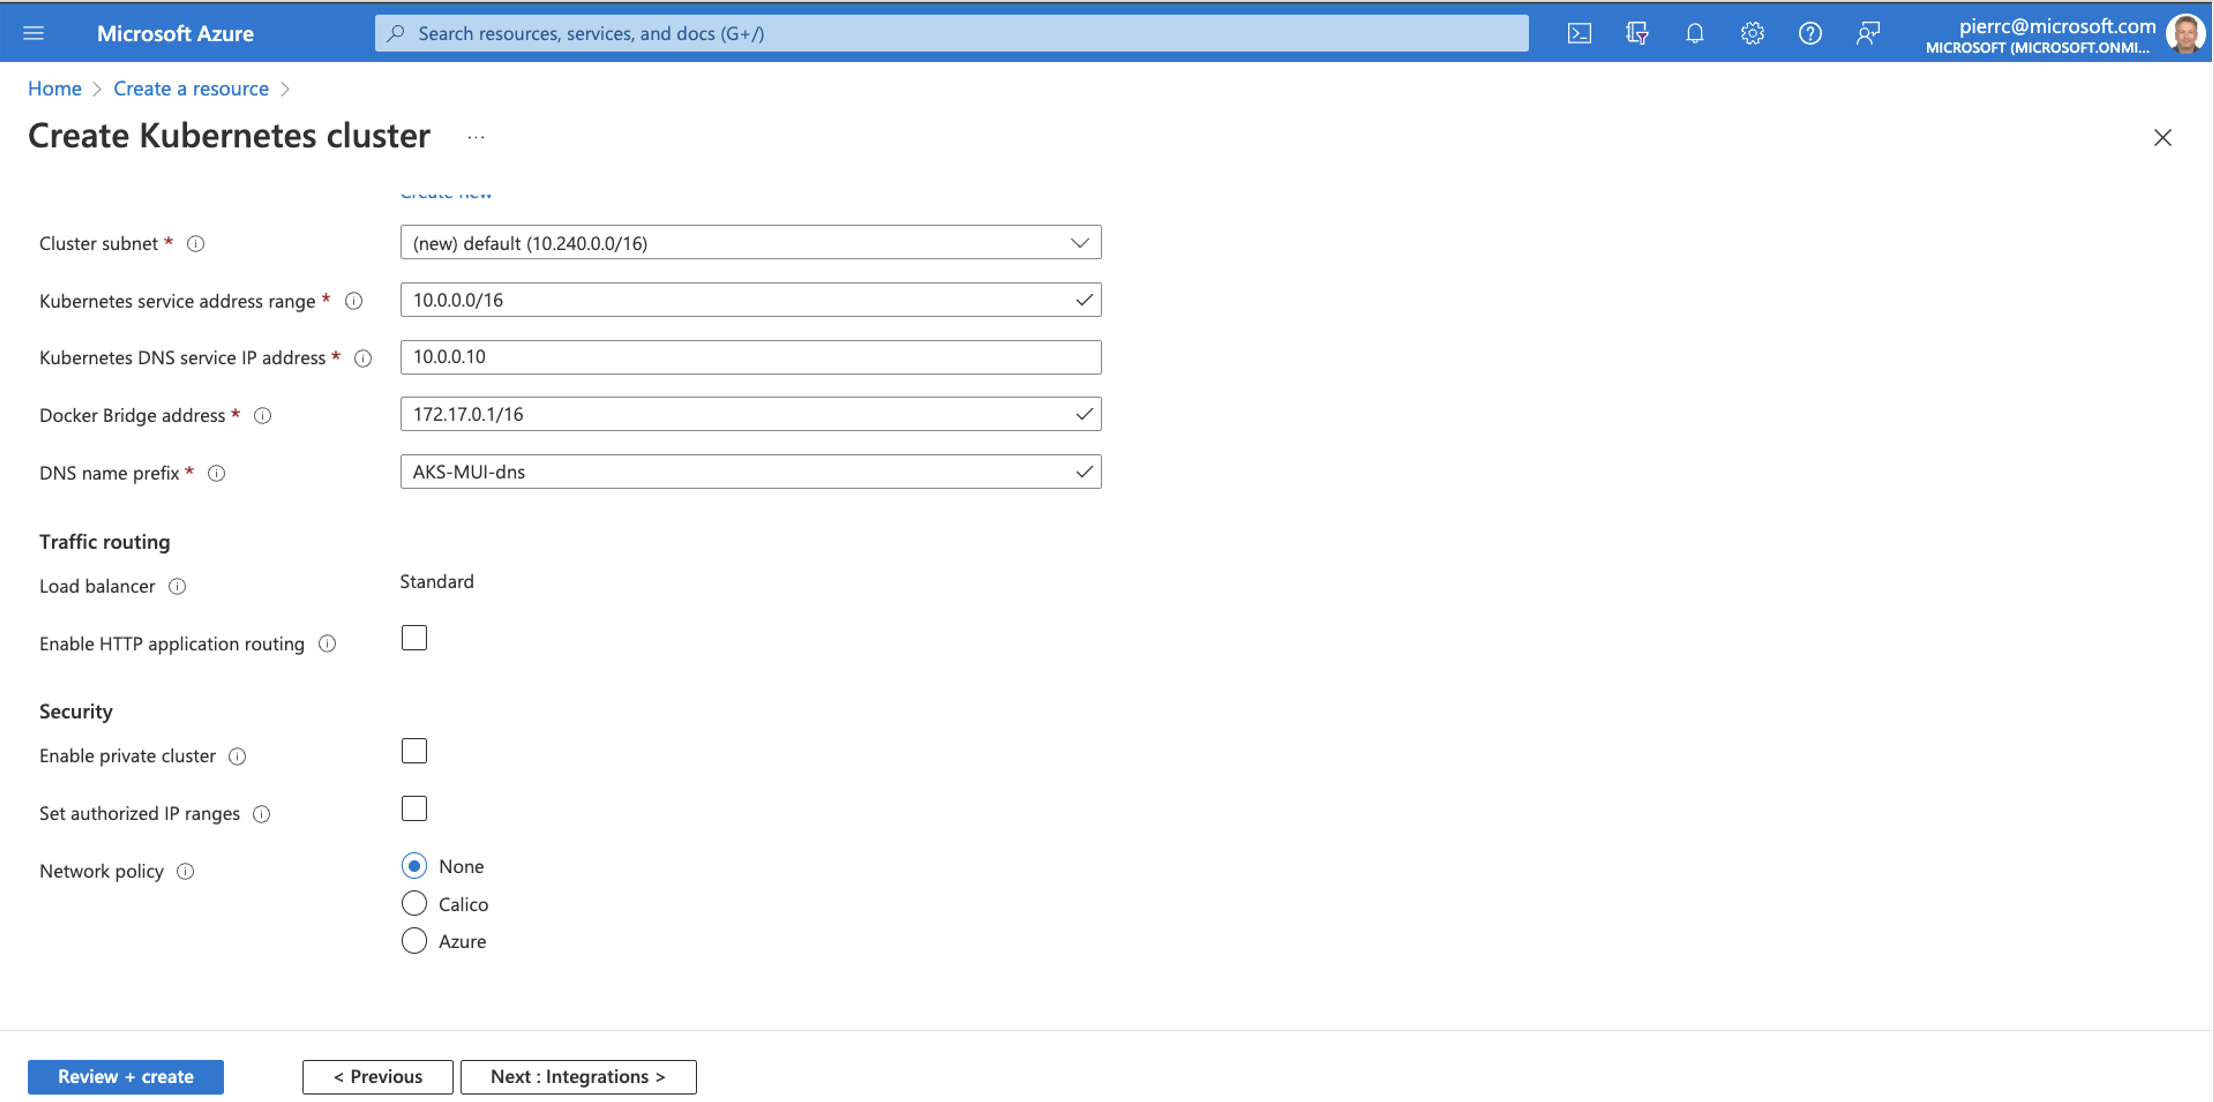 Microsoft Azure
Search resources, services, and docs (G+/)
pierrc@microsoft.com
MICROSOFT (MICROSOFT.ONMI...
Home > Create a resource >
Create Kubernetes cluster ...
Create new
Cluster subnet *
(new) default (10.240.0.0/16)
Kubernetes service address range *
10.0.0.0/16
Kubernetes DNS service IP address *
10.0.0.10
Docker Bridge address *
172.17.0.1/16
DNS name prefix *
AKS-MUI-dns
Traffic routing
Load balancer
Standard
Enable HTTP application routing
Security
Enable private cluster
Set authorized IP ranges
Network policy
None
Calico
Azure
Review + create
< Previous
Next : Integrations >